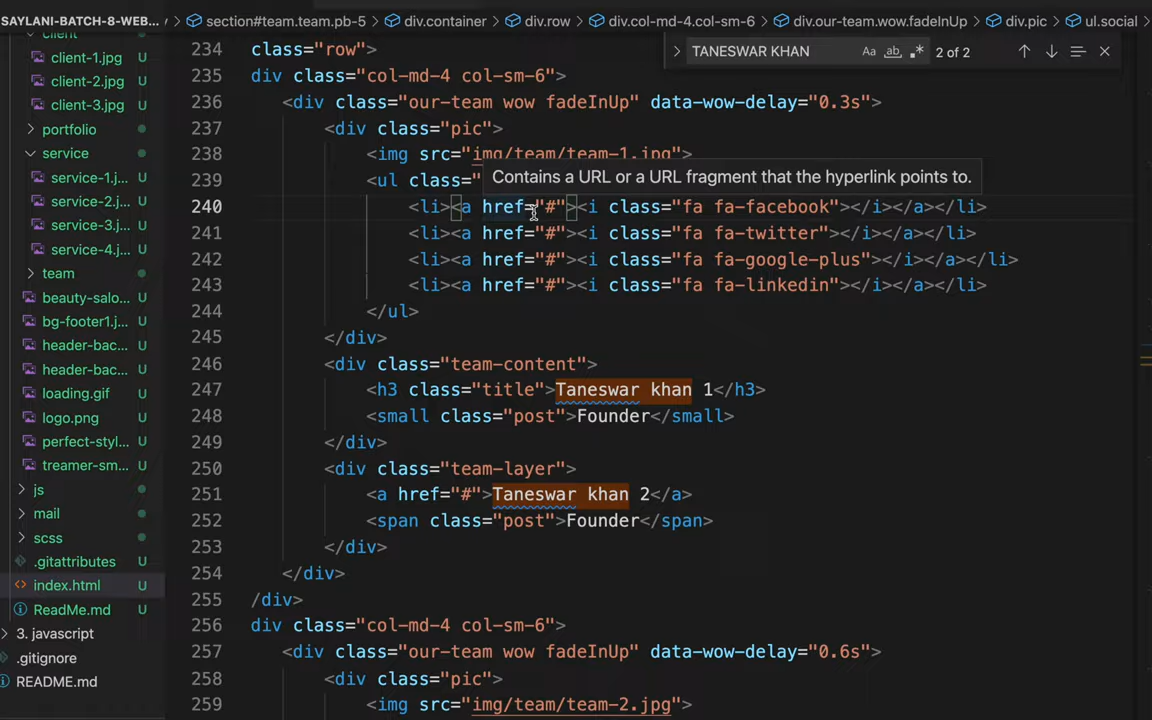 SAYLANI-BATCH-8-WEB...
section#team.team.pb-5 > div.container > div.row > div.col-md-4.col-sm-6 > div.our-team.wow.fadeInUp > div.pic > ul.social
TANESWAR KHAN
Aa
ab
2 of 2
client
client-1.jpg U
client-2.jpg U
client-3.jpg U
portfolio
service
service-1.j... U
service-2.j... U
service-3.j... U
service-4.j... U
team
beauty-salo... U
bg-footer1.j... U
header-bac... U
header-bac... U
loading.gif U
logo.png U
perfect-styl... U
treamer-sm... U
js
mail
scss
.gitattributes U
index.html U
ReadMe.md U
3. javascript
.gitignore
README.md
234 class="row">
235 div class="col-md-4 col-sm-6">
236 <div class="our-team wow fadeInUp" data-wow-delay="0.3s">
237 <div class="pic">
238 <img src="img/team/team-1.jpg">
239 <ul class="
Contains a URL or a URL fragment that the hyperlink points to.
240 <li><a href="#"><i class="fa fa-facebook"></i></a></li>
241 <li><a href="#"><i class="fa fa-twitter"></i></a></li>
242 <li><a href="#"><i class="fa fa-google-plus"></i></a></li>
243 <li><a href="#"><i class="fa fa-linkedin"></i></a></li>
244 </ul>
245 </div>
246 <div class="team-content">
247 <h3 class="title">Taneswar khan 1</h3>
248 <small class="post">Founder</small>
249 </div>
250 <div class="team-layer">
251 <a href="#">Taneswar khan 2</a>
252 <span class="post">Founder</span>
253 </div>
254 </div>
255 /div>
256 div class="col-md-4 col-sm-6">
257 <div class="our-team wow fadeInUp" data-wow-delay="0.6s">
258 <div class="pic">
259 <img src="img/team/team-2.jpg">